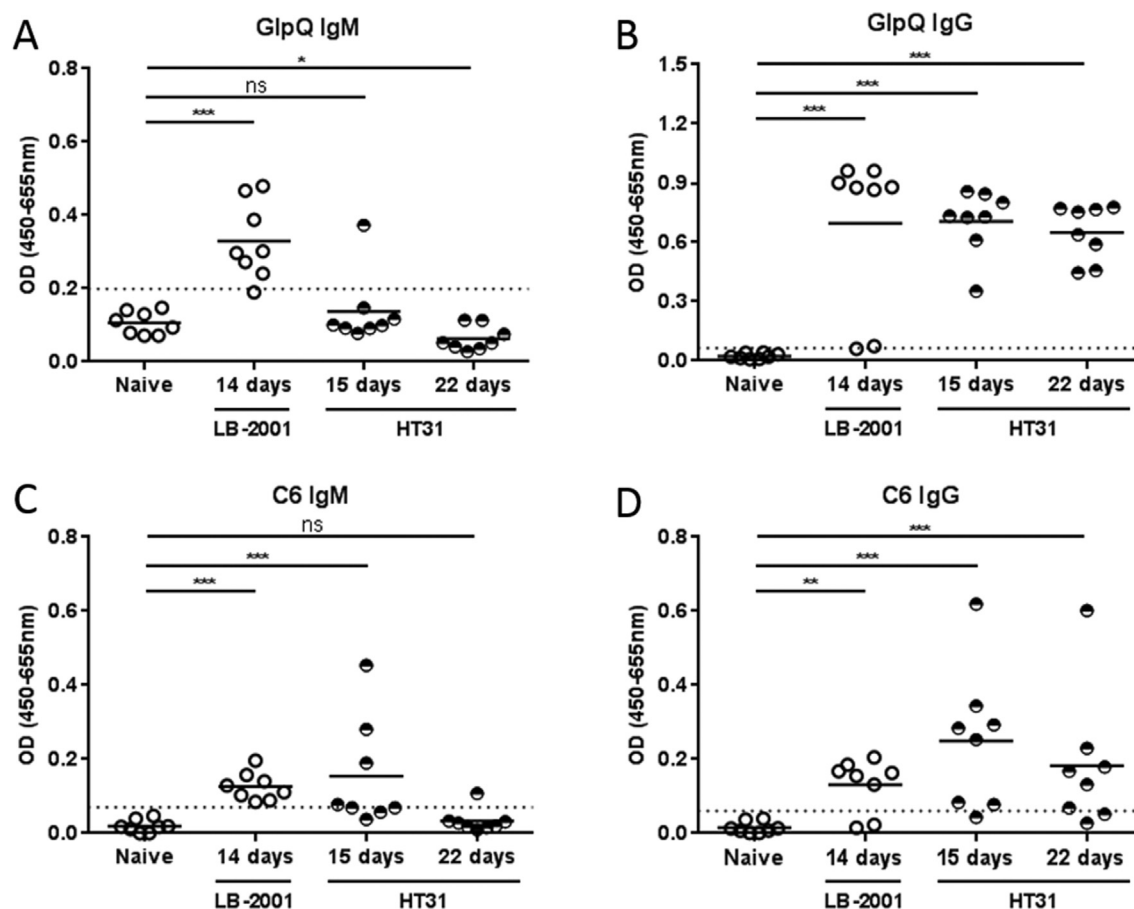 A
GlpQ IgM
OD (450-655nm)
0.8
0.6
0.4
0.2
0.0
*
ns
***
Naive
14 days
15 days
22 days
LB-2001
HT31
B
GlpQ IgG
OD (450-655nm)
1.5
1.2
0.9
0.6
0.3
0.0
***
***
***
Naive
14 days
15 days
22 days
LB-2001
HT31
C
C6 IgM
OD (450-655nm)
0.8
0.6
0.4
0.2
0.0
ns
***
***
Naive
14 days
15 days
22 days
LB-2001
HT31
D
C6 IgG
OD (450-655nm)
0.8
0.6
0.4
0.2
0.0
***
***
**
Naive
14 days
15 days
22 days
LB-2001
HT31